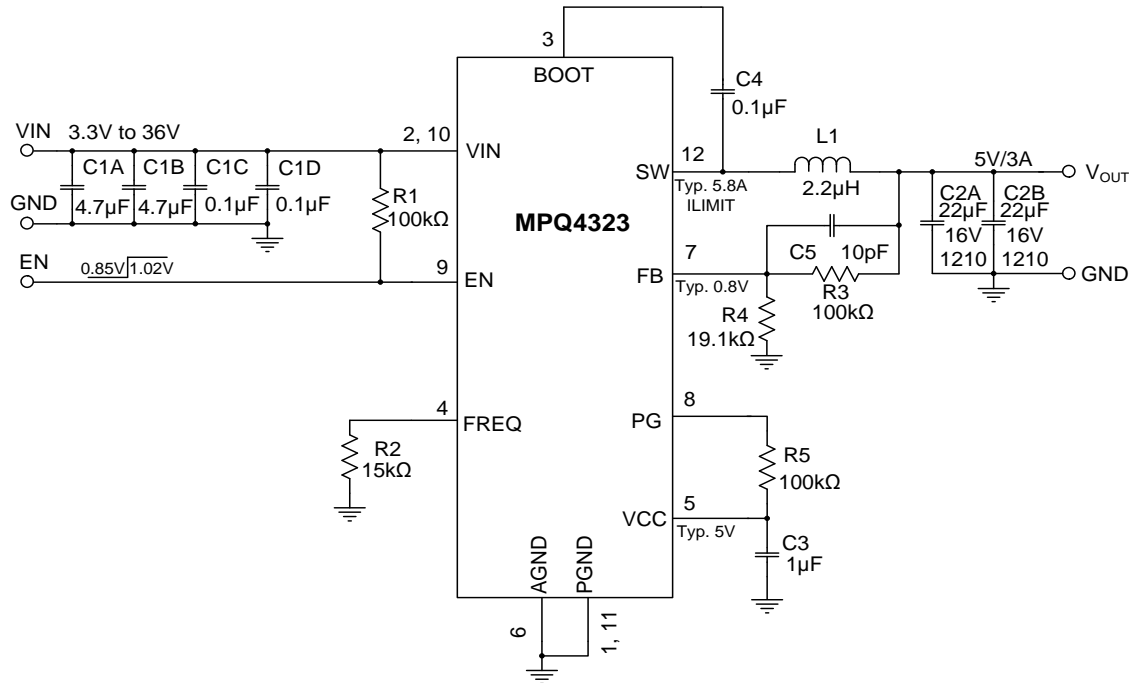 3
BOOT
C4
0.1µF
VIN 3.3V to 36V
2, 10
VIN
C1A C1B C1C C1D
4.7µF 4.7µF 0.1µF 0.1µF
GND
R1
100kΩ
EN
0.85V 1.02V
9
EN
MPQ4323
12
SW
Typ. 5.8A
ILIMIT
L1
2.2µH
5V/3A
VOUT
C2A
22µF
16V
1210
C2B
22µF
16V
1210
GND
7
FB
Typ. 0.8V
C5 10pF
R3
100kΩ
R4
19.1kΩ
4
FREQ
R2
15kΩ
8
PG
R5
100kΩ
5
VCC
Typ. 5V
C3
1µF
AGND
PGND
6
1, 11